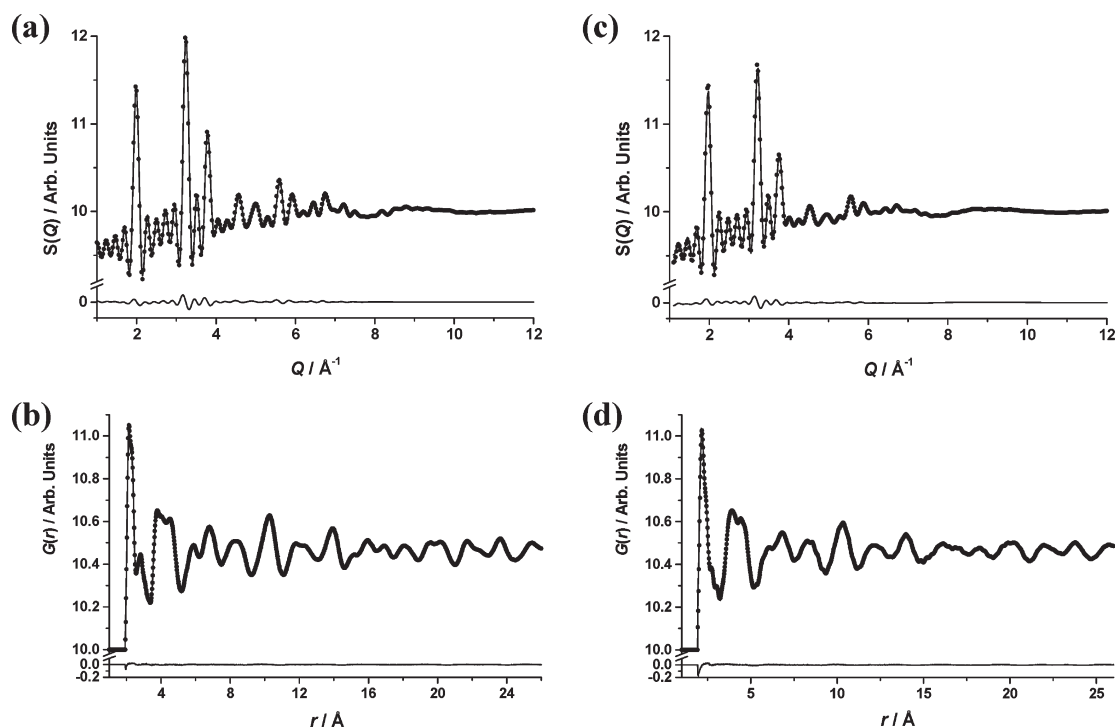 (a)
12
11
10
0
S(Q) / Arb. Units
2 4 6 8 10 12
Q / Å-1
(c)
12
11
10
0
S(Q) / Arb. Units
2 4 6 8 10 12
Q / Å-1
(b)
11.0
10.8
10.6
10.4
10.2
10.0
0.0
-0.2
G(r) / Arb. Units
4 8 12 16 20 24
r / Å
(d)
11.0
10.8
10.6
10.4
10.2
10.0
0.0
-0.2
G(r) / Arb. Units
5 10 15 20 25
r / Å